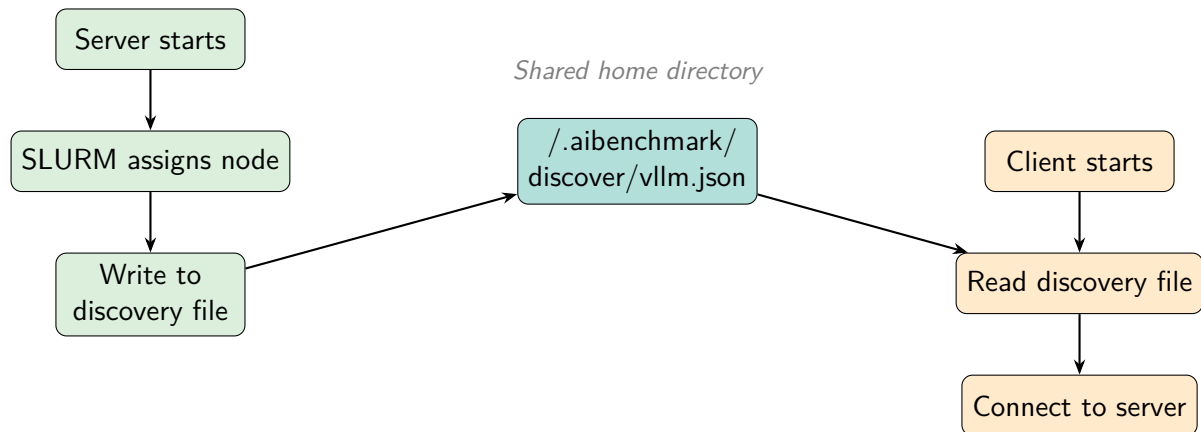 Server starts
SLURM assigns node
Write to
discovery file
Shared home directory
/.aibenchmark/
discover/vllm.json
Client starts
Read discovery file
Connect to server